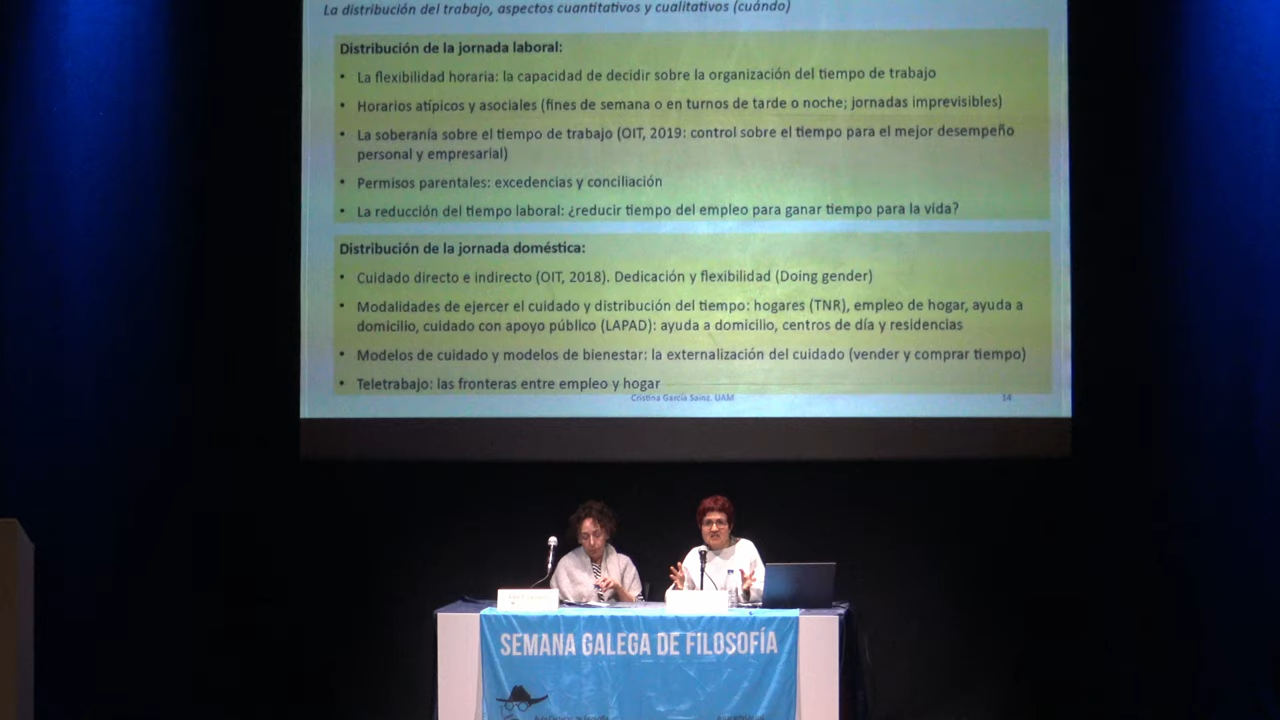 La distribución del trabajo, aspectos cuantitativos y cualitativos (cuándo)
Distribución de la jornada laboral:
• La flexibilidad horaria: la capacidad de decidir sobre la organización del tiempo de trabajo
• Horarios atípicos y asociales (fines de semana o en turnos de tarde o noche; jornadas imprevisibles)
• La soberanía sobre el tiempo de trabajo (OIT, 2019: control sobre el tiempo para el mejor desempeño
personal y empresarial)
• Permisos parentales: excedencias y conciliación
• La reducción del tiempo laboral: ¿reducir tiempo del empleo para ganar tiempo para la vida?
Distribución de la jornada doméstica:
• Cuidado directo e indirecto (OIT, 2018). Dedicación y flexibilidad (Doing gender)
• Modalidades de ejercer el cuidado y distribución del tiempo: hogares (TNR), empleo de hogar, ayuda a
domicilio, cuidado con apoyo público (LAPAD): ayuda a domicilio, centros de día y residencias
• Modelos de cuidado y modelos de bienestar: la externalización del cuidado (vender y comprar tiempo)
• Teletrabajo: las fronteras entre empleo y hogar
Cristina García Sainz. UAM
14
SEMANA GALEGA DE FILOSOFÍA